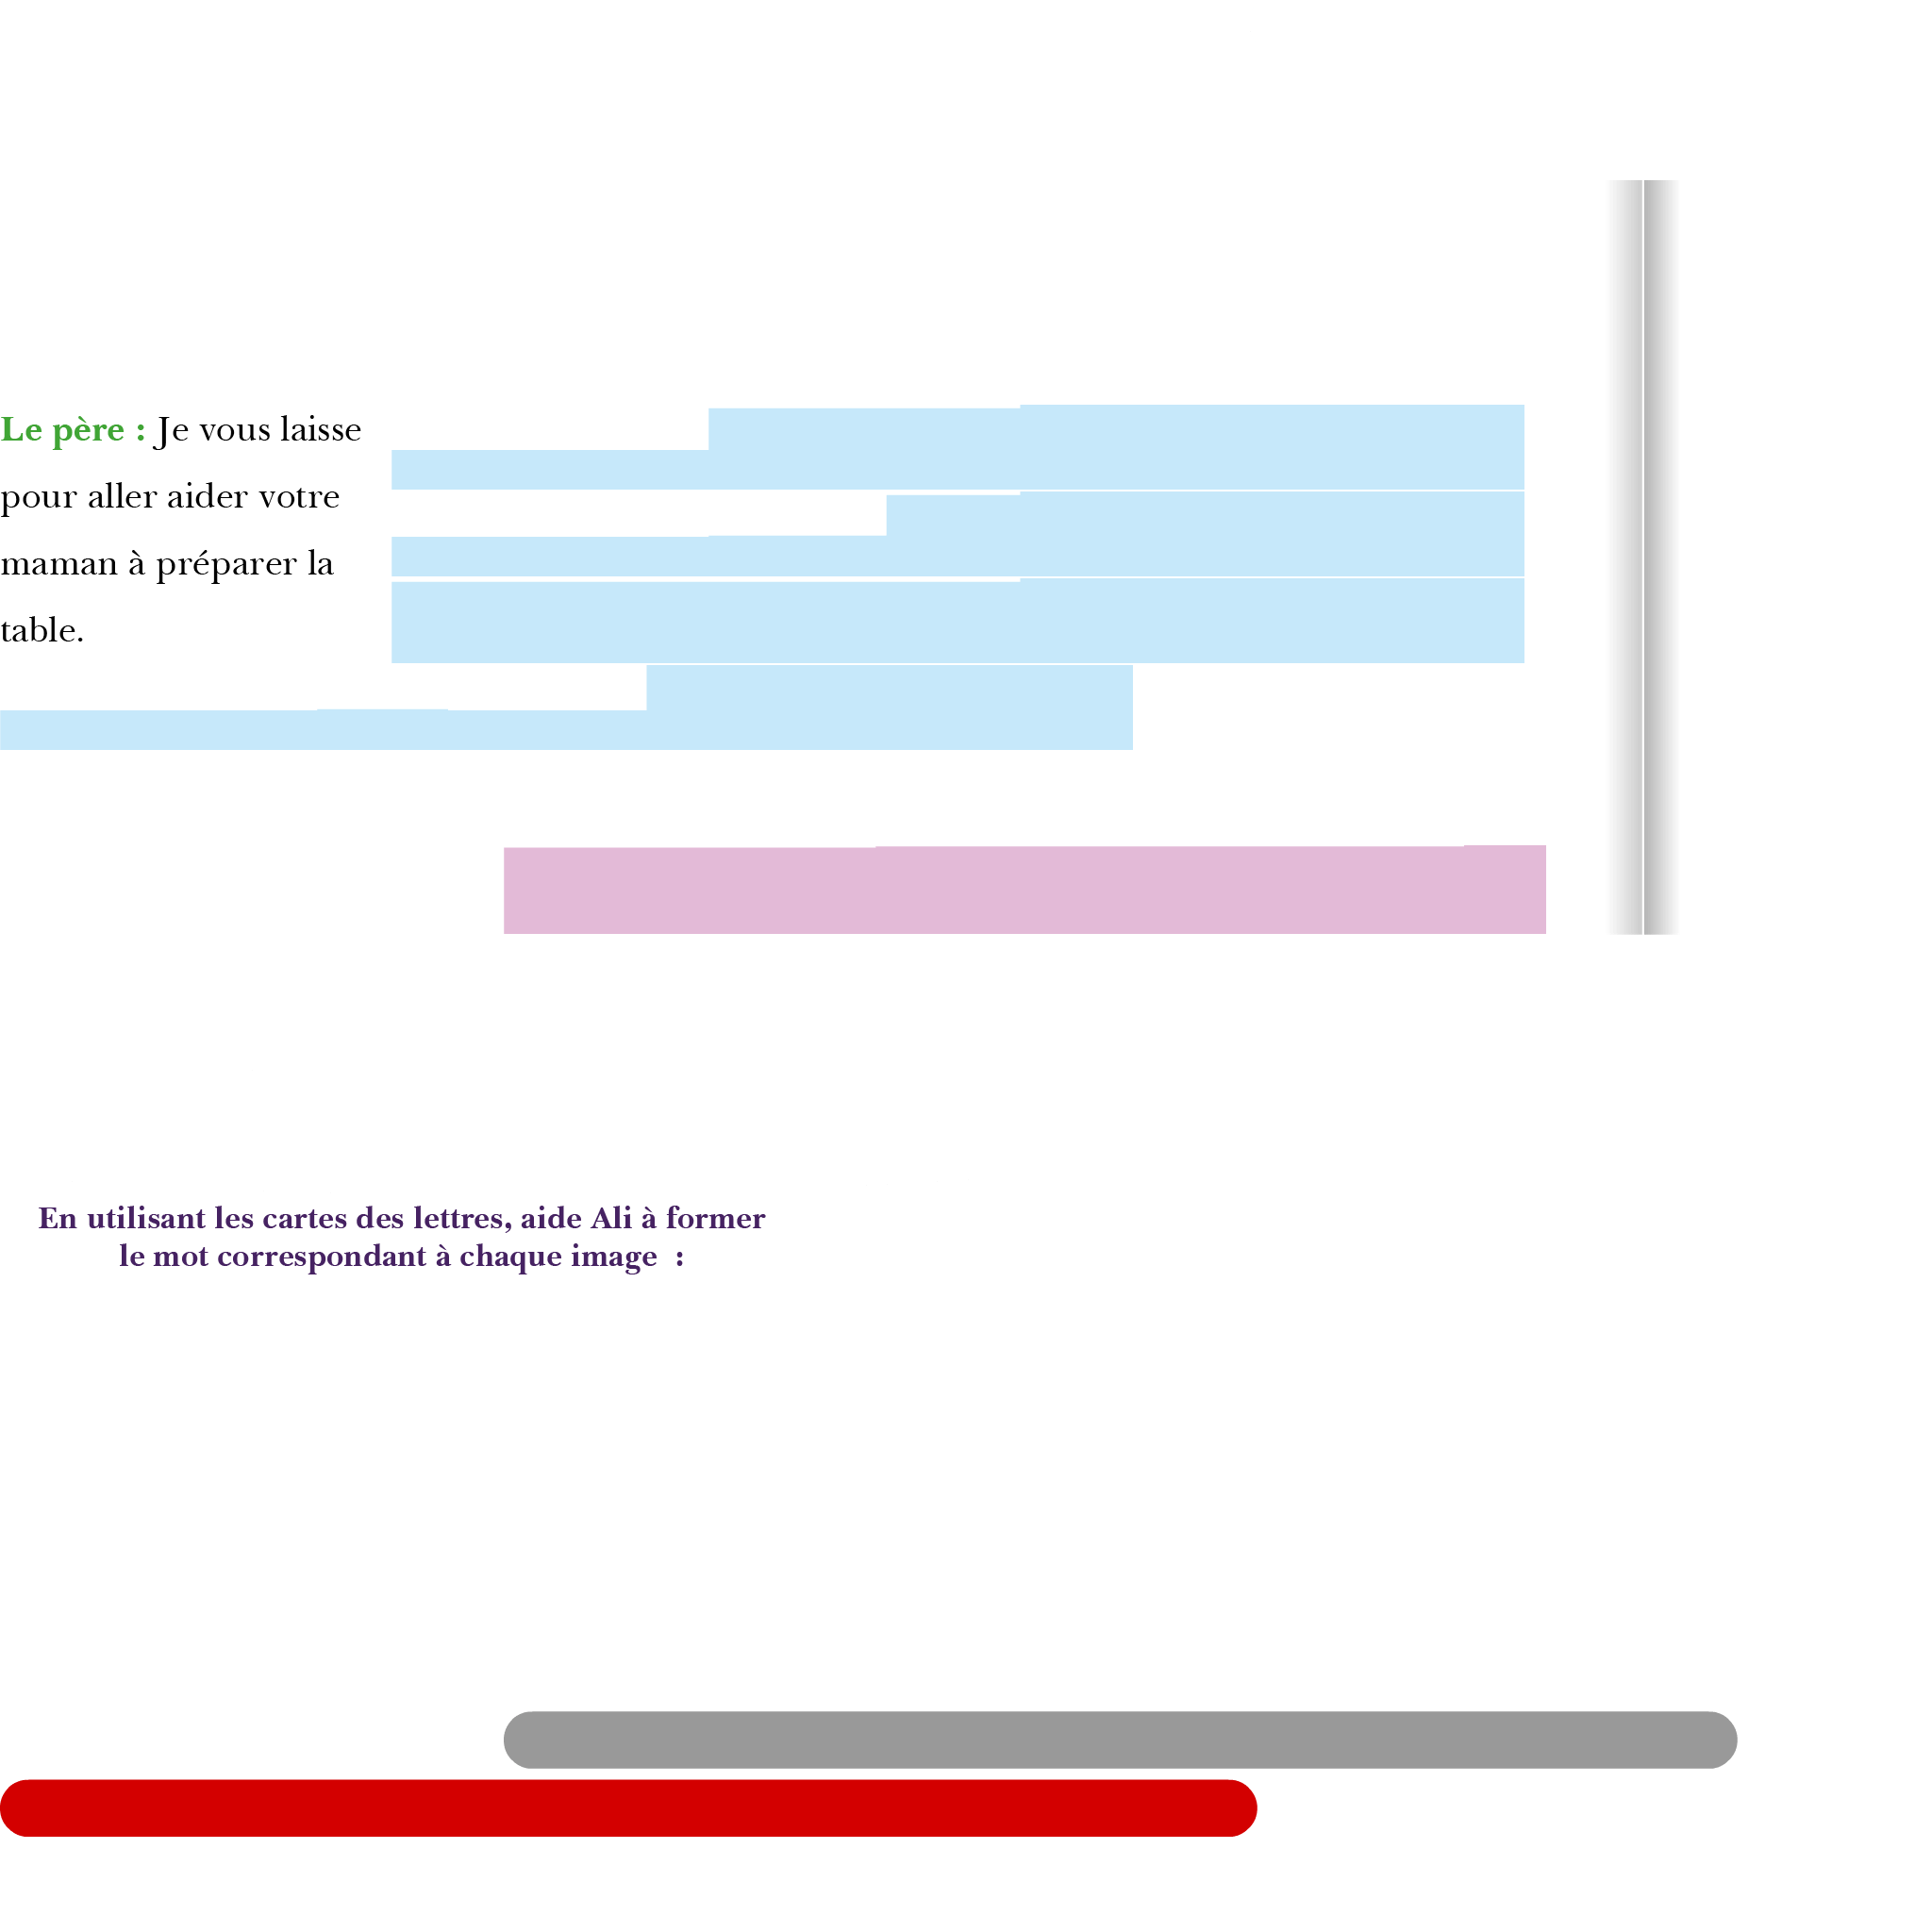 Le père : Je vous laisse
pour aller aider votre
maman à préparer la
table.
En utilisant les cartes des lettres, aide Ali à former
le mot correspondant à chaque image  :